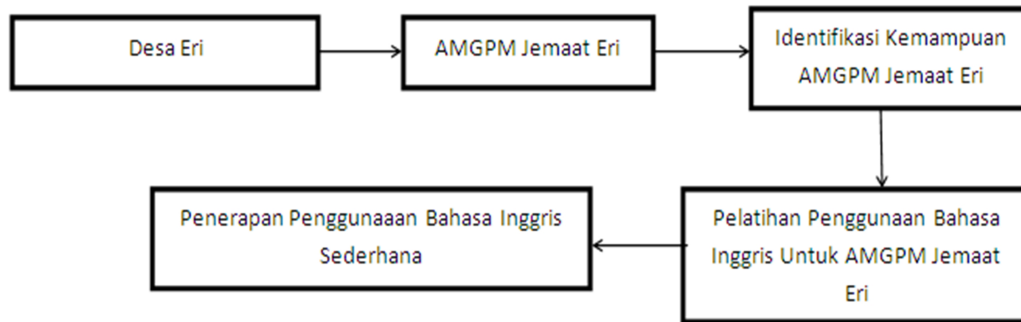 Desa Eri
AMGPM Jemaat Eri
Identifikasi Kemampuan
AMGPM Jemaat Eri
Pelatihan Penggunaan Bahasa
Inggris Untuk AMGPM Jemaat
Eri
Penerapan Penggunaaan Bahasa Inggris
Sederhana